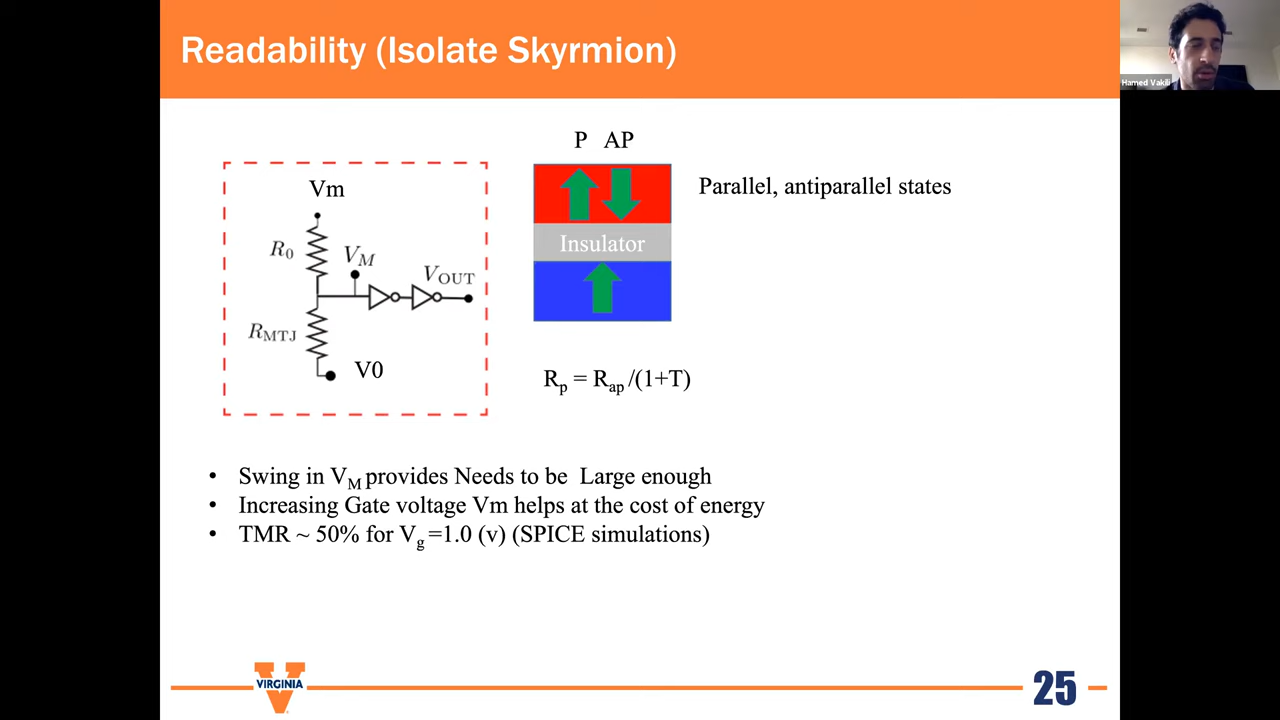 Readability (Isolate Skyrmion)
Hamed Vakili
P AP
Vm
Parallel, antiparallel states
R0
VM
Insulator
VOUT
RMTJ
V0
Rp = Rap /(1+T)
• Swing in VM provides Needs to be Large enough
• Increasing Gate voltage Vm helps at the cost of energy
• TMR ~ 50% for Vg =1.0 (v) (SPICE simulations)
VIRGINIA
25